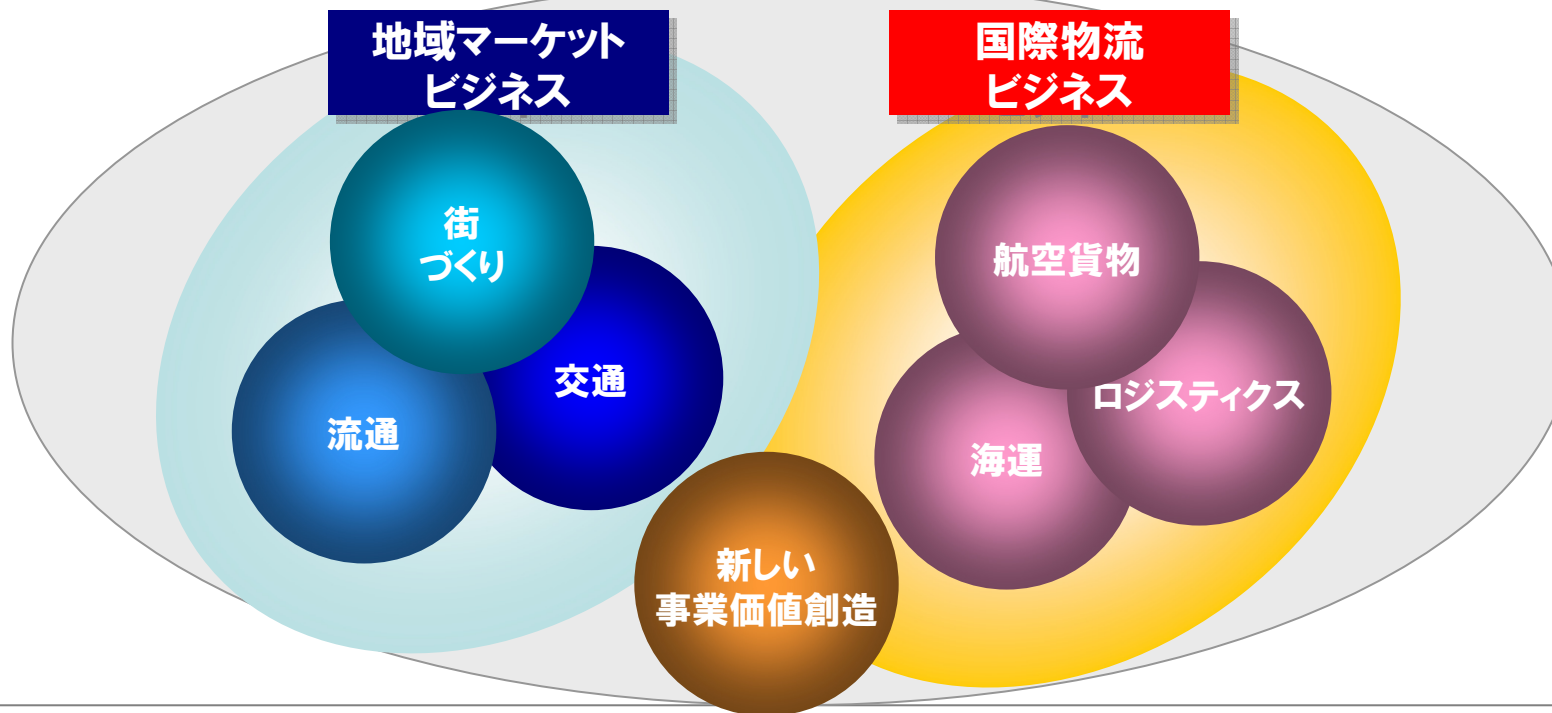 地域マーケット
ビジネス
国際物流
ビジネス
街
づくり
交通
流通
航空貨物
ロジスティクス
海運
新しい
事業価値創造